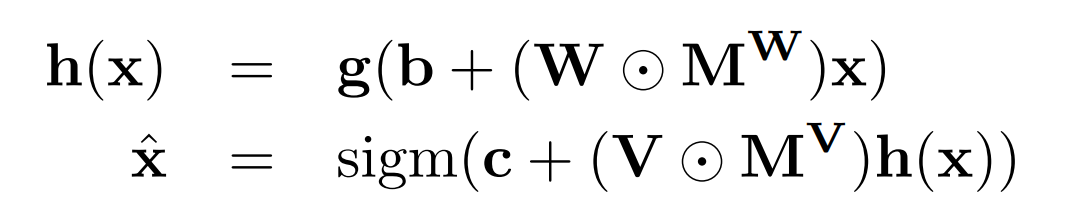 h(x) = g(b + (W ⊙ M^W)x)
x̂ = sigm(c + (V ⊙ M^V)h(x))